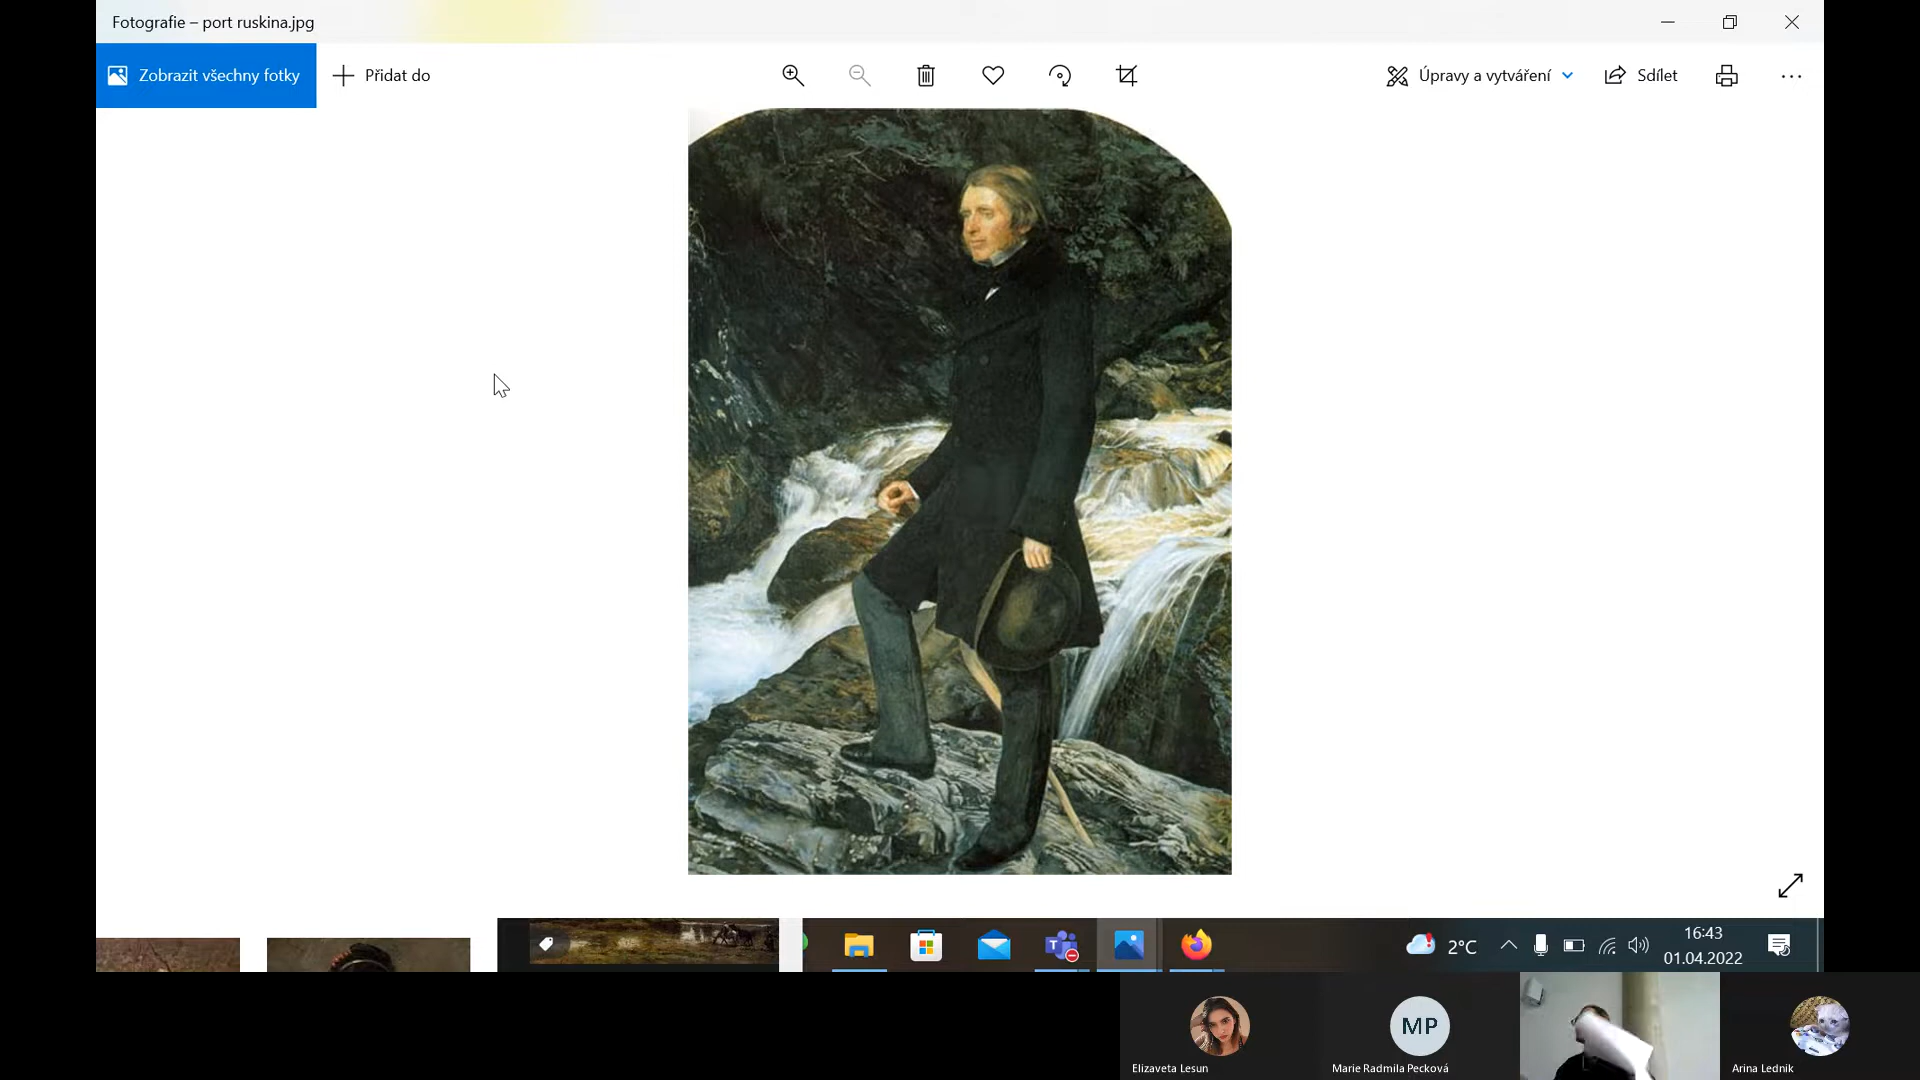 Fotografie – port ruskina.jpg
Zobrazit všechny fotky
Přidat do
Úpravy a vytváření
Sdílet
2°C
16:43
01.04.2022
MP
Elizaveta Lesun
Marie Radmila Pecková
Arina Lednik